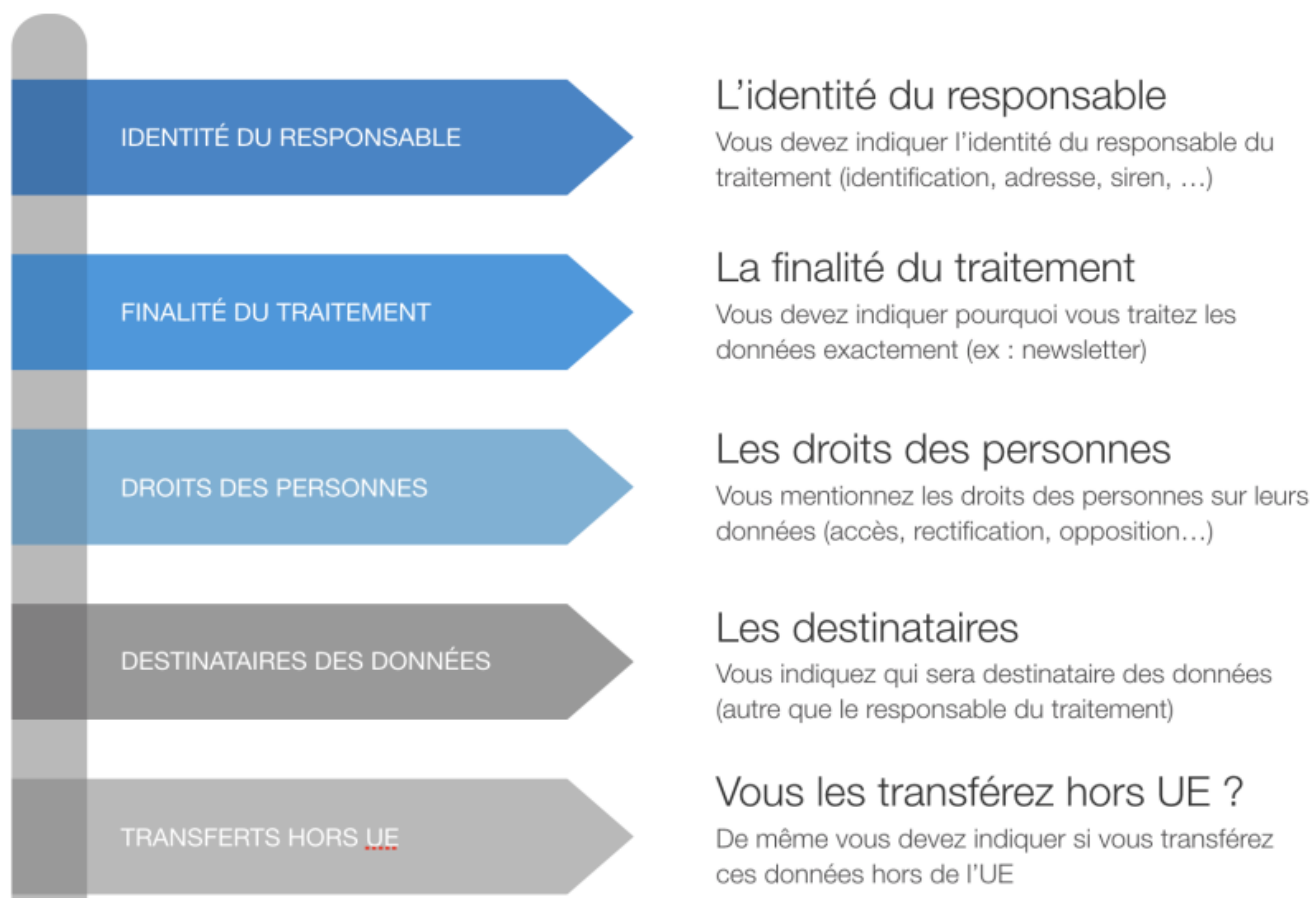 IDENTITÉ DU RESPONSABLE
L’identité du responsable
Vous devez indiquer l’identité du responsable du
traitement (identification, adresse, siren, …)
FINALITÉ DU TRAITEMENT
La finalité du traitement
Vous devez indiquer pourquoi vous traitez les
données exactement (ex : newsletter)
DROITS DES PERSONNES
Les droits des personnes
Vous mentionnez les droits des personnes sur leurs
données (accès, rectification, opposition…)
DESTINATAIRES DES DONNÉES
Les destinataires
Vous indiquez qui sera destinataire des données
(autre que le responsable du traitement)
TRANSFERTS HORS UE
Vous les transférez hors UE ?
De même vous devez indiquer si vous transférez
ces données hors de l’UE